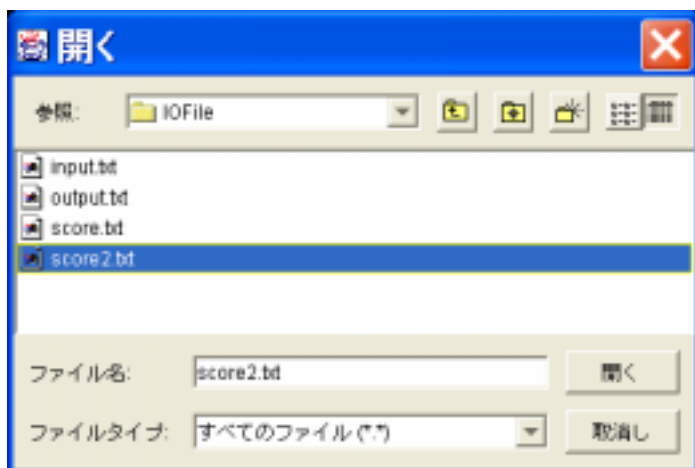 開く
参照: IOFile
input.txt
output.txt
score.txt
score2.txt
ファイル名: score2.txt 開く
ファイルタイプ: すべてのファイル (*.*) 取消し